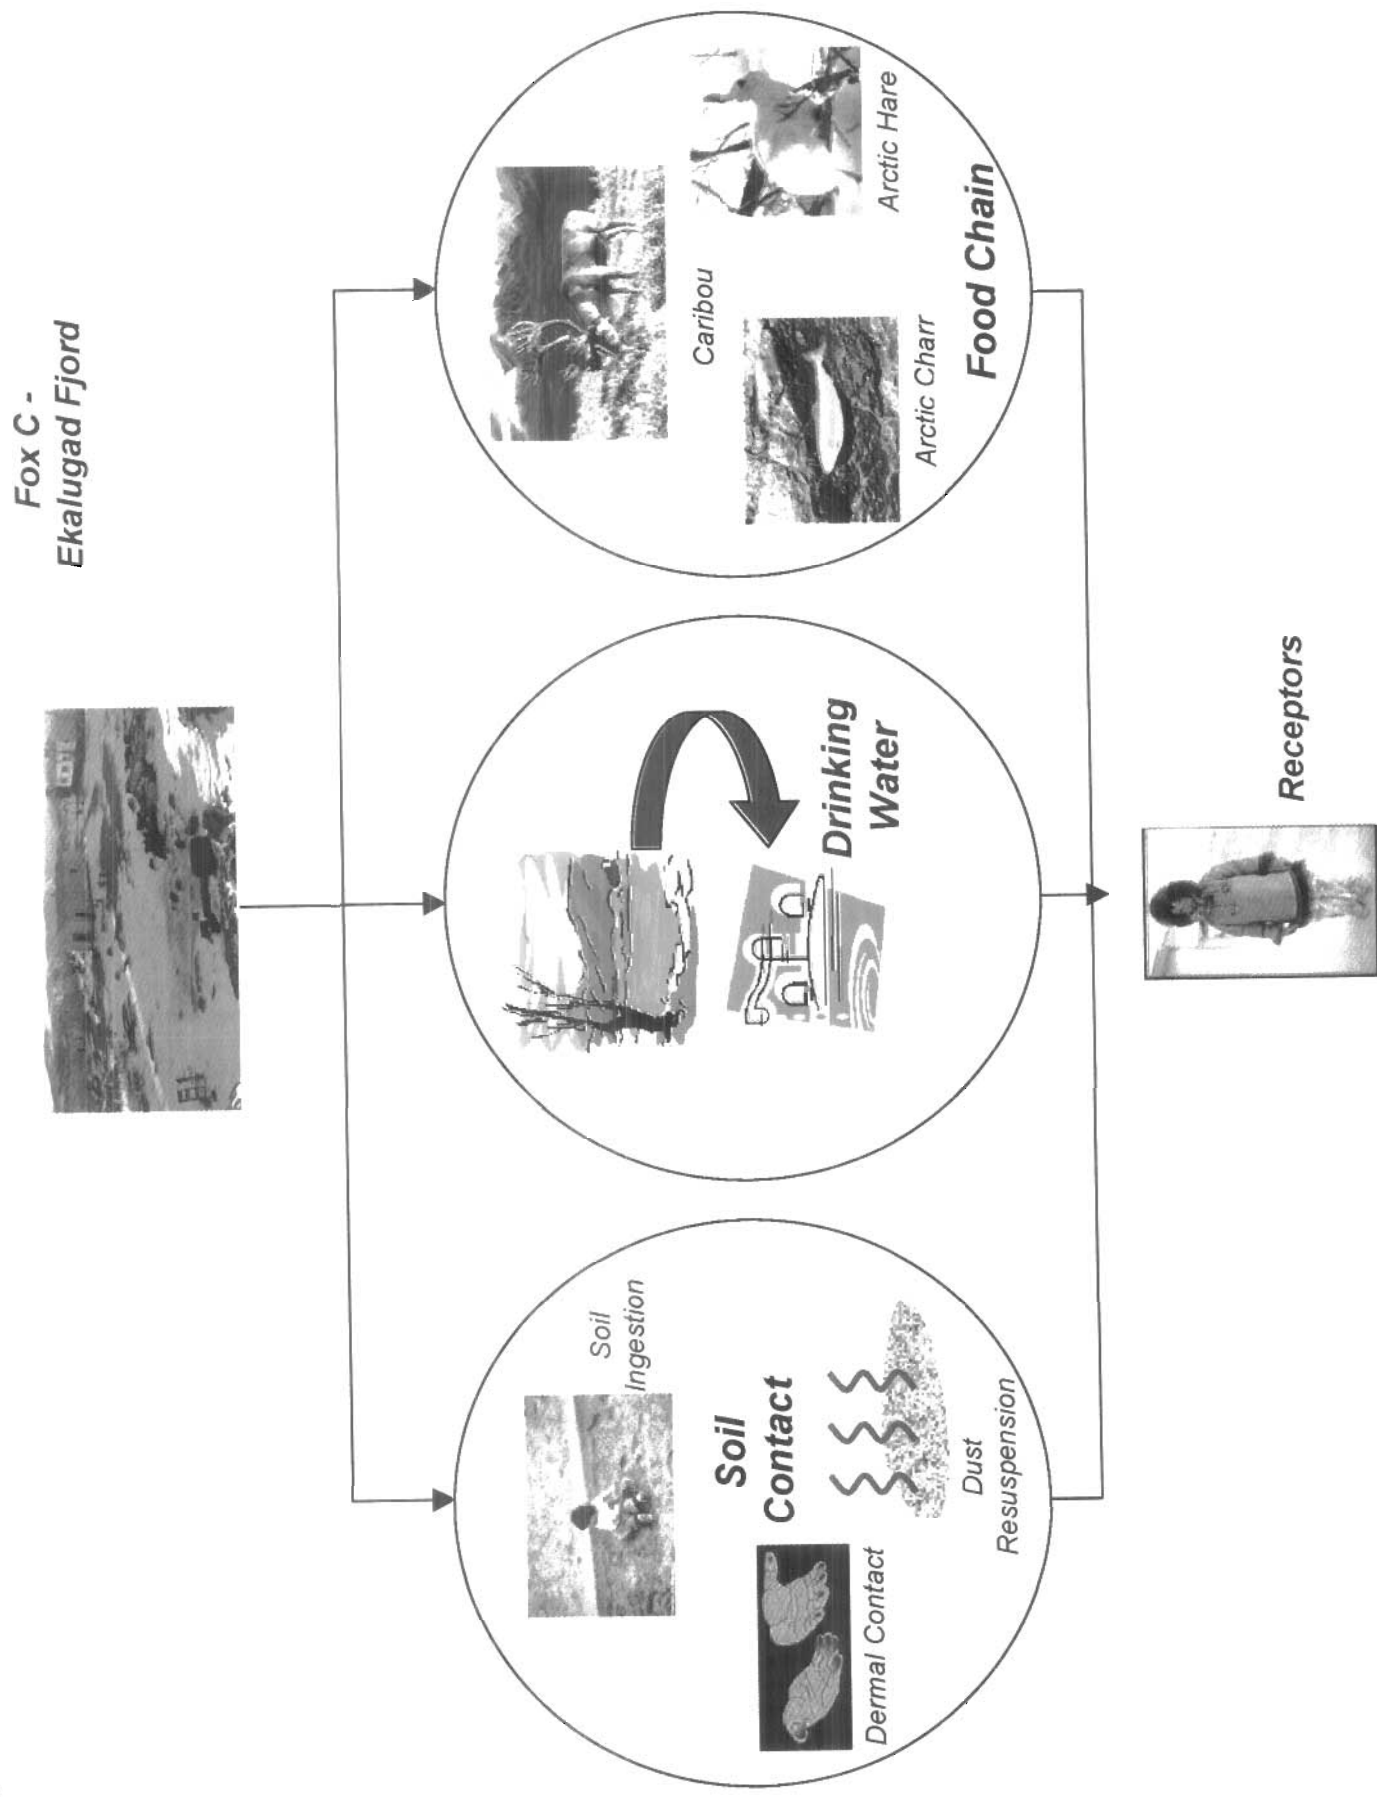 Fox C -
Ekalugad Fjord
Soil
Ingestion
Soil
Contact
Dermal Contact
Dust
Resuspension
Drinking
Water
Caribou
Arctic Hare
Arctic Charr
Food Chain
Receptors